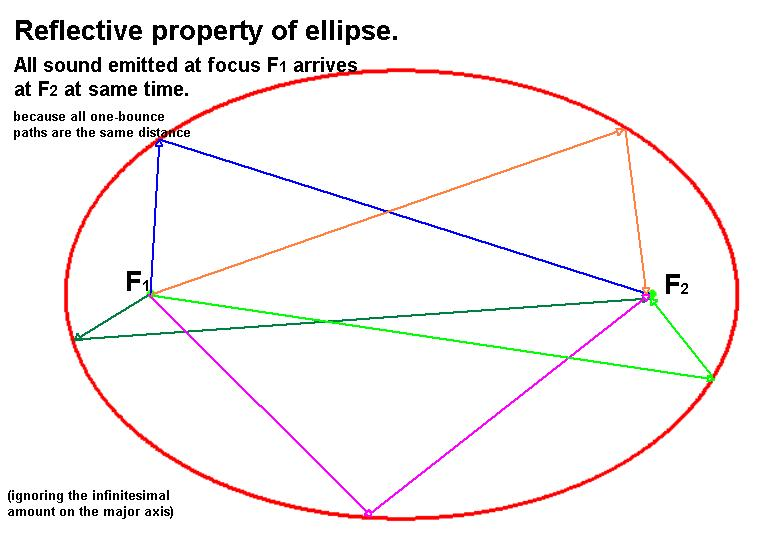 Reflective property of ellipse.
All sound emitted at focus F1 arrives
at F2 at same time.
because all one-bounce
paths are the same distance
F1
F2
(ignoring the infinitesimal
amount on the major axis)